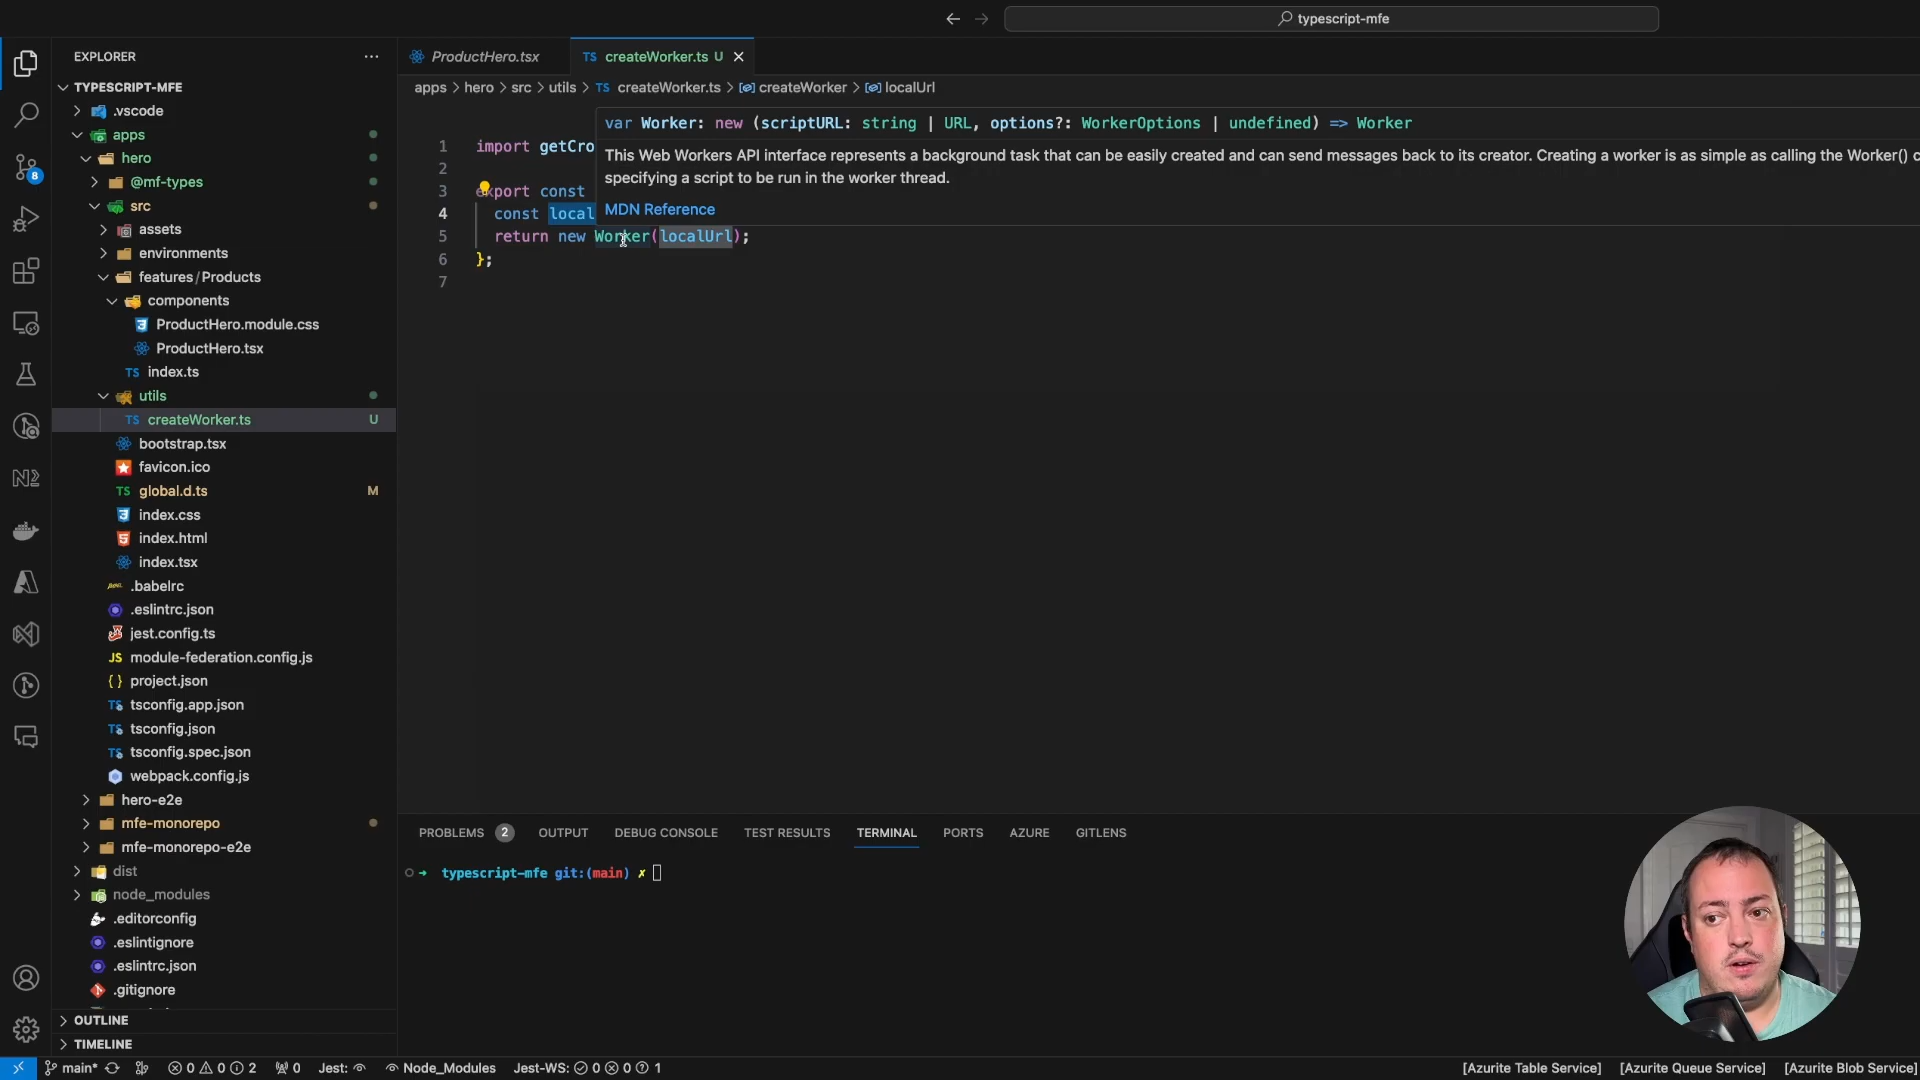 typescript-mfe
EXPLORER
TYPESCRIPT-MFE
.vscode
apps
hero
@mf-types
src
assets
environments
features/Products
components
ProductHero.module.css
ProductHero.tsx
TS index.ts
utils
TS createWorker.ts U
bootstrap.tsx
favicon.ico
TS global.d.ts M
index.css
index.html
index.tsx
.babelrc
.eslintrc.json
jest.config.ts
JS module-federation.config.js
{} project.json
TS tsconfig.app.json
TS tsconfig.json
TS tsconfig.spec.json
webpack.config.js
hero-e2e
mfe-monorepo
mfe-monorepo-e2e
dist
node_modules
.editorconfig
.eslintignore
.eslintrc.json
.gitignore
OUTLINE
TIMELINE
8
ProductHero.tsx
TS createWorker.ts U
apps > hero > src > utils > TS createWorker.ts > createWorker > localUrl
var Worker: new (scriptURL: string | URL, options?: WorkerOptions | undefined) => Worker
This Web Workers API interface represents a background task that can be easily created and can send messages back to its creator. Creating a worker is as simple as calling the Worker() c
specifying a script to be run in the worker thread.
MDN Reference
1 import getCro
2
3 export const
4 const local
5 return new Worker(localUrl);
6 };
7
PROBLEMS 2 OUTPUT DEBUG CONSOLE TEST RESULTS TERMINAL PORTS AZURE GITLENS
typescript-mfe git:(main) ✗
main* 0 0 2 0 Jest: Node_Modules Jest-WS: 0 0 1 [Azurite Table Service] [Azurite Queue Service] [Azurite Blob Service]